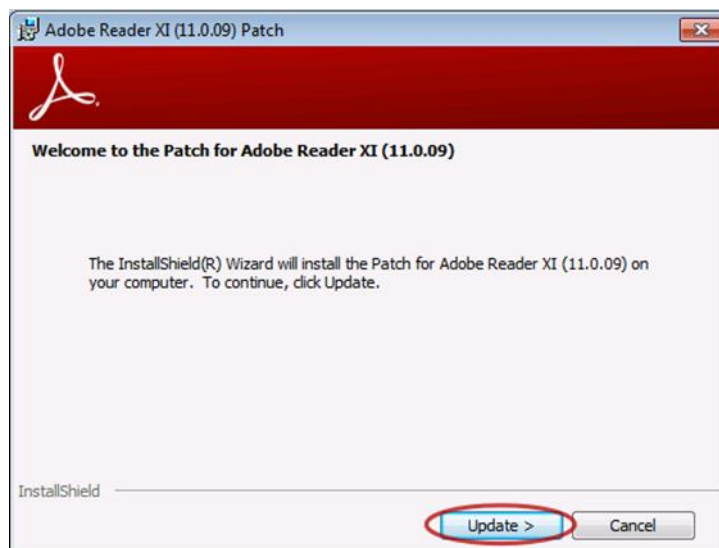 Adobe Reader XI (11.0.09) Patch
Welcome to the Patch for Adobe Reader XI (11.0.09)
The InstallShield(R) Wizard will install the Patch for Adobe Reader XI (11.0.09) on
your computer. To continue, click Update.
InstallShield
Update >
Cancel